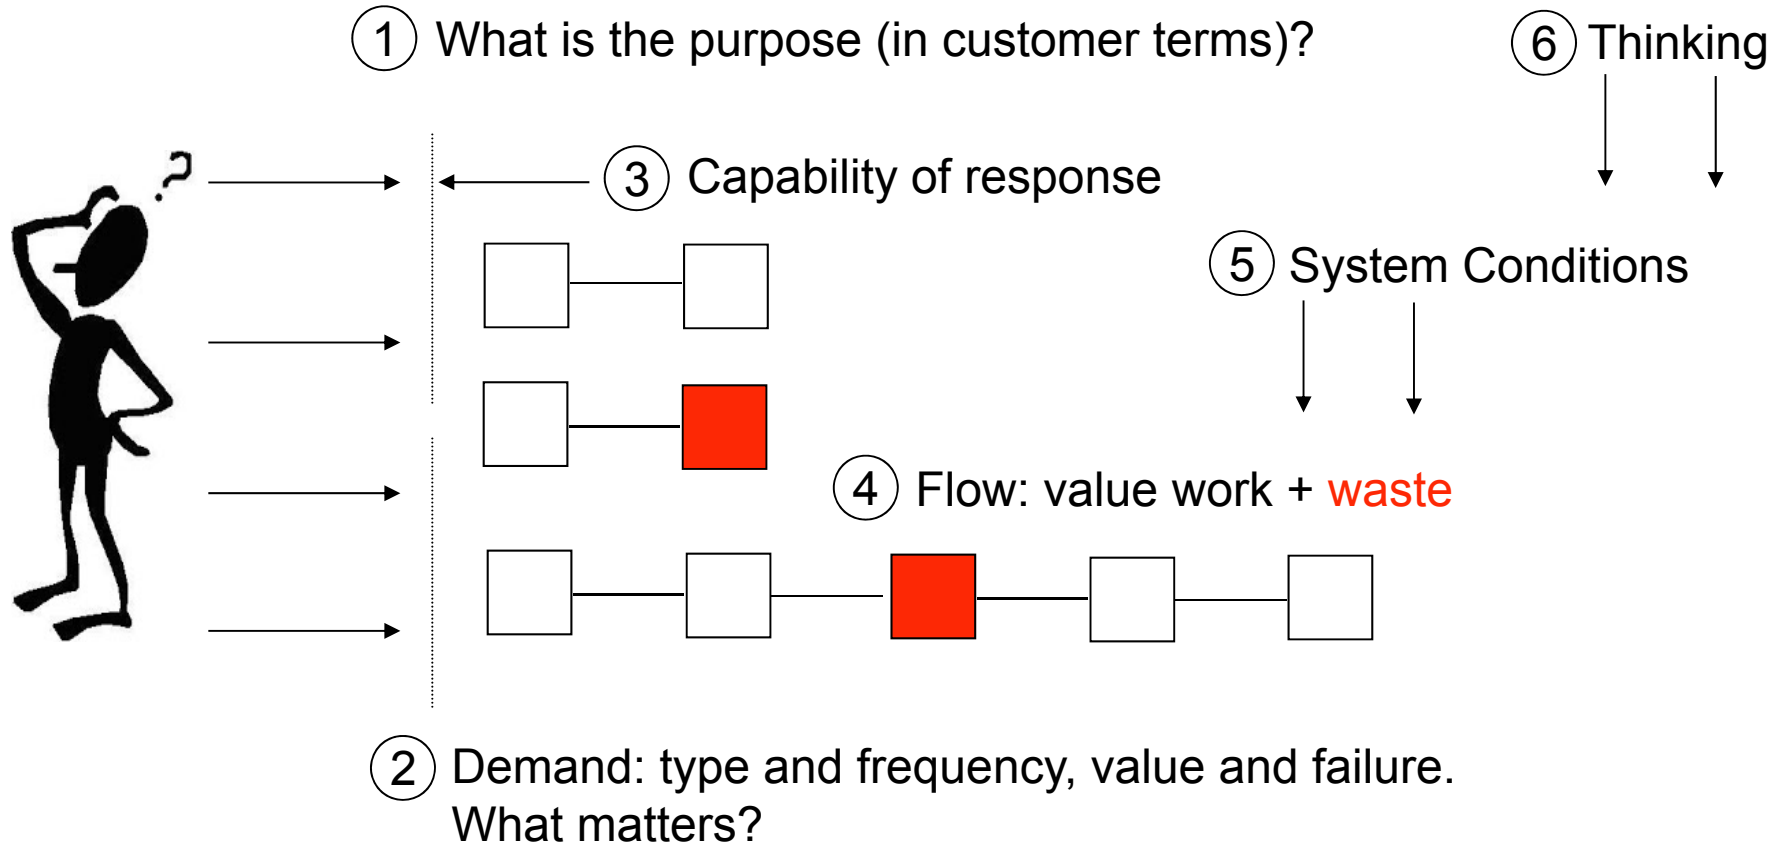 1 What is the purpose (in customer terms)?
6 Thinking
?
3 Capability of response
5 System Conditions
4 Flow: value work + waste
2 Demand: type and frequency, value and failure.
What matters?